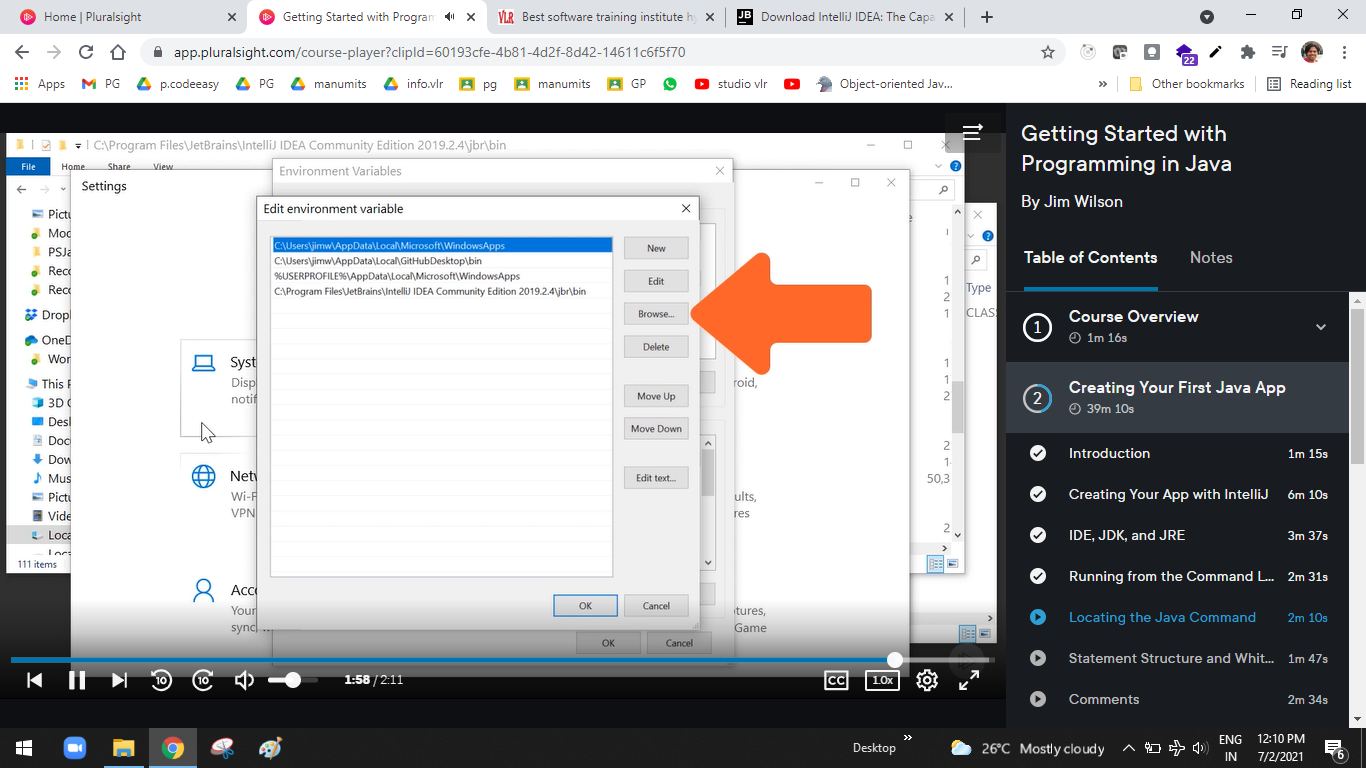 Home | Pluralsight
Getting Started with Program
Best software training institute hy
Download IntelliJ IDEA: The Capa
app.pluralsight.com/course-player?clipId=60193cfe-4b81-4d2f-8d42-14611c6f5f70
22
Apps
PG
p.codeeasy
PG
manumits
info.vlr
pg
manumits
GP
studio vlr
Object-oriented Jav...
»
Other bookmarks
Reading list
C:\Program Files\JetBrains\IntelliJ IDEA Community Edition 2019.2.4\jbr\bin
File
Home
Share
View
Settings
Environment Variables
Edit environment variable
C:\Users\jimw\AppData\Local\Microsoft\WindowsApps
C:\Users\jimw\AppData\Local\GitHubDesktop\bin
%USERPROFILE%\AppData\Local\Microsoft\WindowsApps
C:\Program Files\JetBrains\IntelliJ IDEA Community Edition 2019.2.4\jbr\bin
New
Edit
Browse...
Delete
Move Up
Move Down
Edit text...
OK
Cancel
OK
Cancel
Pictu
Mod
PSJa
Reco
Reco
Dropl
OneD
Wor
This P
3D O
Desk
Docu
Dow
Mus
Pictu
Vide
Loca
Loca
111 items
Syst
Disp
notif
Netw
Wi-F
VPN
Acco
Your
sync, w
roid,
ults,
res
tures,
Game
Type
CLASS
50,3
1:58 / 2:11
CC
1.0x
Getting Started with
Programming in Java
By Jim Wilson
Table of Contents
Notes
1
Course Overview
1m 16s
2
Creating Your First Java App
39m 10s
Introduction
1m 15s
Creating Your App with IntelliJ
6m 10s
IDE, JDK, and JRE
3m 37s
Running from the Command L...
2m 31s
Locating the Java Command
2m 10s
Statement Structure and Whit...
1m 47s
Comments
2m 34s
Desktop
»
26°C Mostly cloudy
ENG
IN
12:10 PM
7/2/2021
6